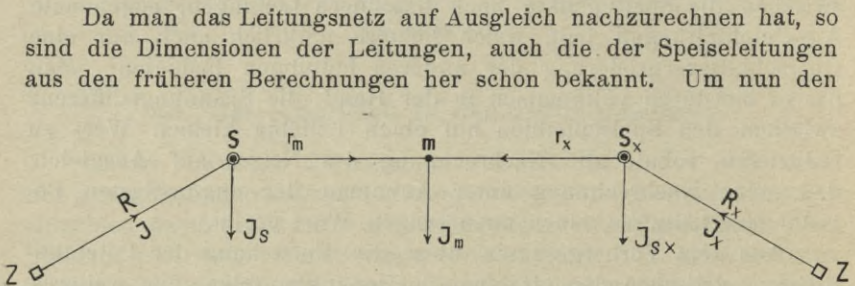 Da man das Leitungsnetz auf Ausgleich nachzurechnen hat, so
sind die Dimensionen der Leitungen, auch die der Speiseleitungen
aus den früheren Berechnungen her schon bekannt. Um nun den
S r_m m r_x S_x
R J J_s J_m J_sx R_x J_x
Z Z